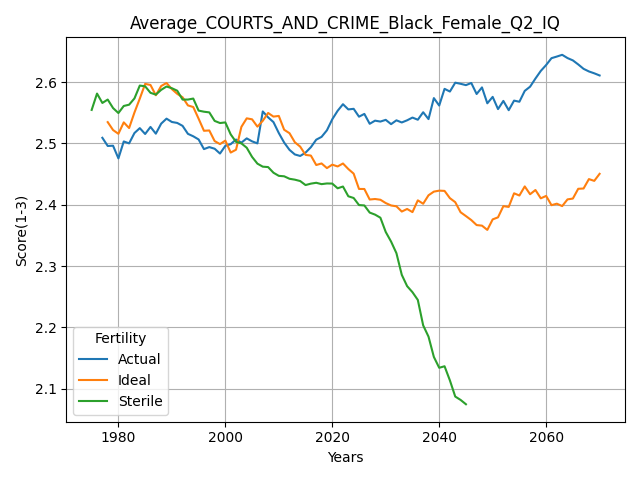 Average_COURTS_AND_CRIME_Black_Female_Q2_IQ
Score(1-3)
2.6
2.5
2.4
2.3
2.2
2.1
Fertility
Actual
Ideal
Sterile
1980
2000
2020
2040
2060
Years